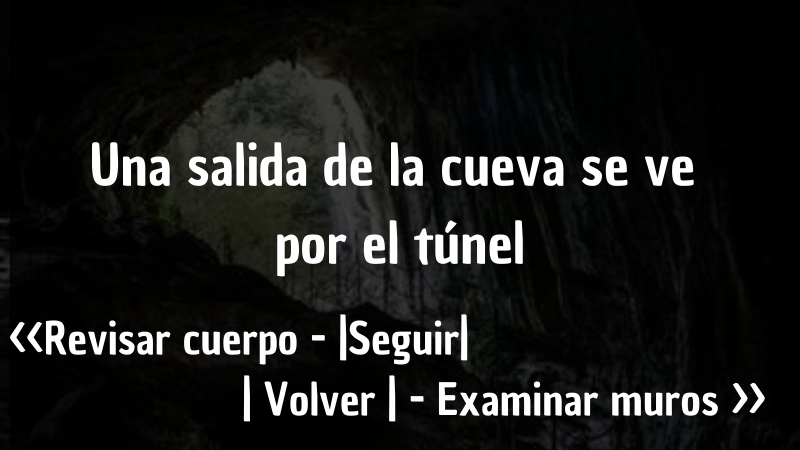 Una salida de la cueva se ve
por el túnel
<<Revisar cuerpo - |Seguir|
| Volver | - Examinar muros >>